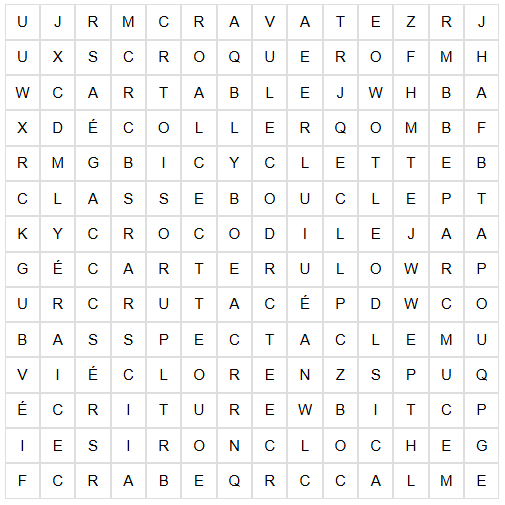 U J R M C R A V A T E Z R J
U X S C R O Q U E R O F M H
W C A R T A B L E J W H B A
X D É C O L L E R Q O M B F
R M G B I C Y C L E T T E B
C L A S S E B O U C L E P T
K Y C R O C O D I L E J A A
G É C A R T E R U L O W R P
U R C R U T A C É P D W C O
B A S S P E C T A C L E M U
V I É C L O R E N Z S P U Q
É C R I T U R E W B I T C P
I E S I R O N C L O C H E G
F C R A B E Q R C C A L M E